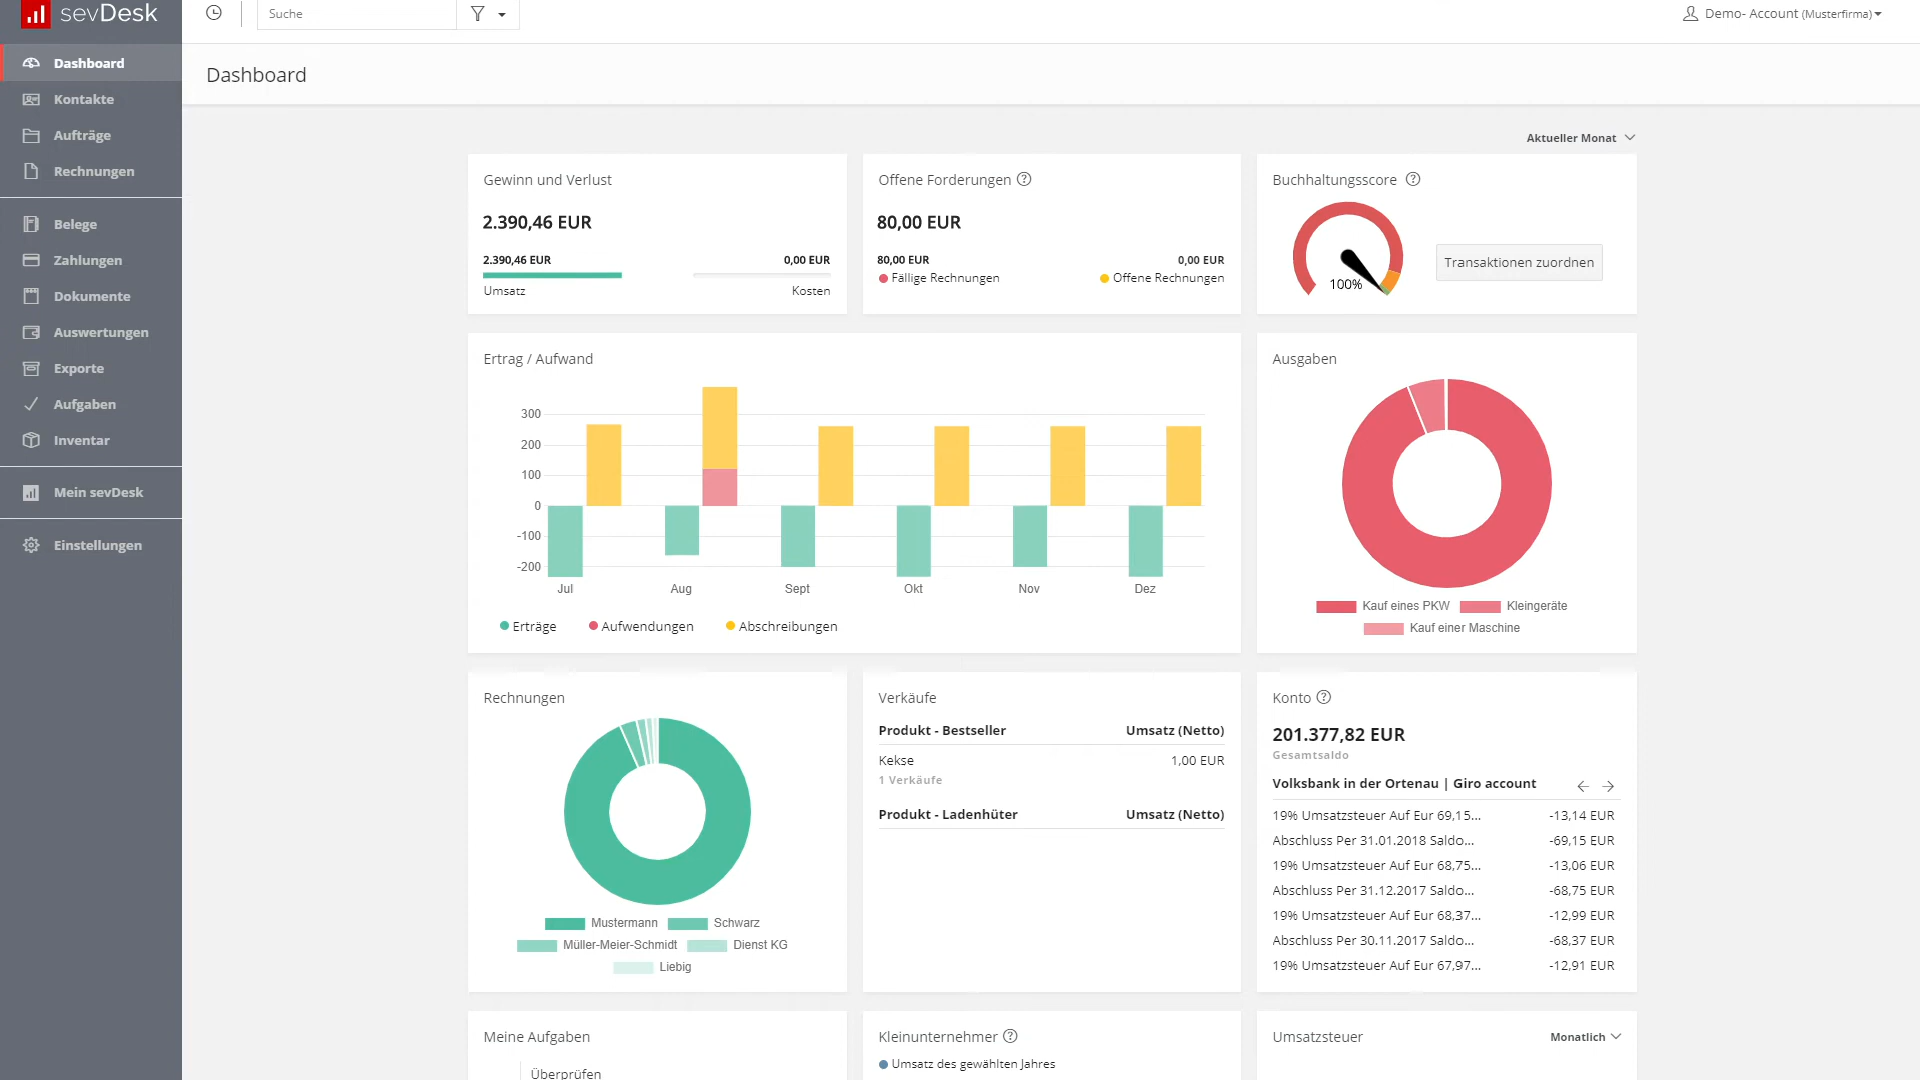 sevDesk
Suche
Demo- Account (Musterfirma)
Dashboard
Kontakte
Aufträge
Rechnungen
Belege
Zahlungen
Dokumente
Auswertungen
Exporte
Aufgaben
Inventar
Mein sevDesk
Einstellungen
Dashboard
Aktueller Monat
Gewinn und Verlust
2.390,46 EUR
2.390,46 EUR 0,00 EUR
Umsatz Kosten
Offene Forderungen
80,00 EUR
80,00 EUR 0,00 EUR
Fällige Rechnungen Offene Rechnungen
Buchhaltungsscore
100%
Transaktionen zuordnen
Ertrag / Aufwand
300
200
100
0
-100
-200
Jul Aug Sept Okt Nov Dez
Erträge Aufwendungen Abschreibungen
Ausgaben
Kauf eines PKW Kleingeräte
Kauf einer Maschine
Rechnungen
Mustermann Schwarz
Müller-Meier-Schmidt Dienst KG
Liebig
Verkäufe
Produkt - Bestseller Umsatz (Netto)
Kekse 1,00 EUR
1 Verkäufe
Produkt - Ladenhüter Umsatz (Netto)
Konto
201.377,82 EUR
Gesamtsaldo
Volksbank in der Ortenau | Giro account
19% Umsatzsteuer Auf Eur 69,15... -13,14 EUR
Abschluss Per 31.01.2018 Saldo... -69,15 EUR
19% Umsatzsteuer Auf Eur 68,75... -13,06 EUR
Abschluss Per 31.12.2017 Saldo... -68,75 EUR
19% Umsatzsteuer Auf Eur 68,37... -12,99 EUR
Abschluss Per 30.11.2017 Saldo... -68,37 EUR
19% Umsatzsteuer Auf Eur 67,97... -12,91 EUR
Meine Aufgaben
Überprüfen
Kleinunternehmer
Umsatz des gewählten Jahres
Umsatzsteuer Monatlich